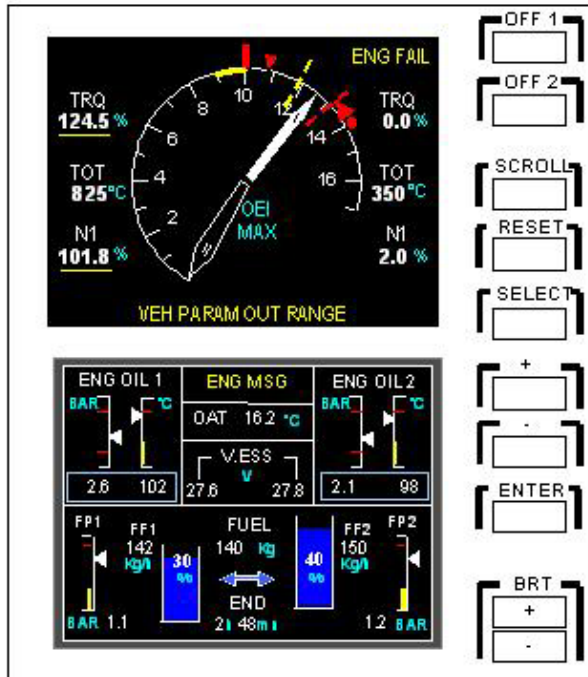 ENG FAIL
TRQ
124.5 %
TOT
825°C
N1
101.8 %
2
4
6
8
10
12
14
16
OEI
MAX
TRQ
0.0 %
TOT
350°C
N1
2.0 %
VEH PARAM OUT RANGE
ENG OIL 1
BAR °C
2.6 102
ENG MSG
OAT 16.2 °C
V.ESS
V
27.6 27.8
ENG OIL 2
BAR °C
2.1 98
FP1
FF1
142
Kg/l
30
%
BAR 1.1
FUEL
140 Kg
END
48m
40
%
FF2
150
Kg/l
FP2
1.2 BAR
OFF 1
OFF 2
SCROLL
RESET
SELECT
+
-
ENTER
BRT
+
-